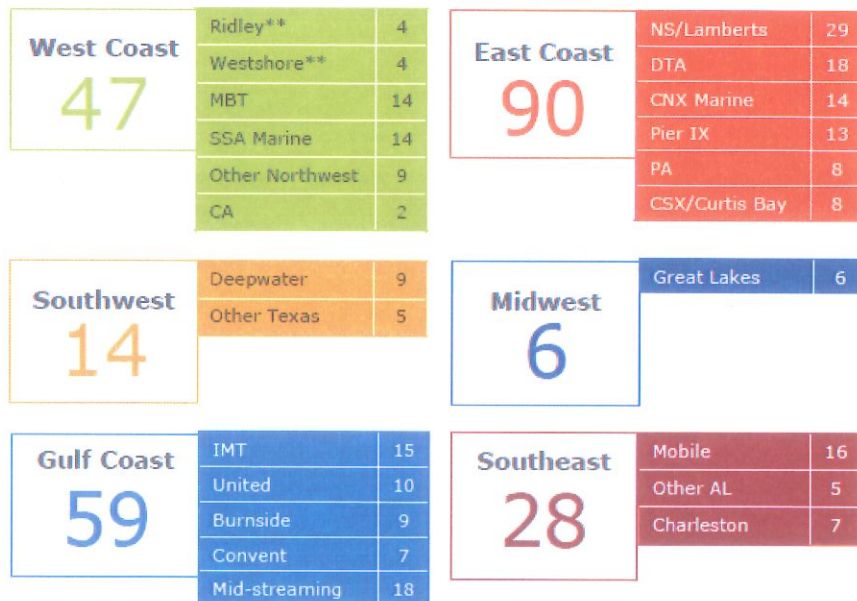 West Coast
47
Ridley** 4
Westshore** 4
MBT 14
SSA Marine 14
Other Northwest 9
CA 2
East Coast
90
NS/Lamberts 29
DTA 18
CNX Marine 14
Pier IX 13
PA 8
CSX/Curtis Bay 8
Southwest
14
Deepwater 9
Other Texas 5
Midwest
6
Great Lakes 6
Gulf Coast
59
IMT 15
United 10
Burnside 9
Convent 7
Mid-streaming 18
Southeast
28
Mobile 16
Other AL 5
Charleston 7